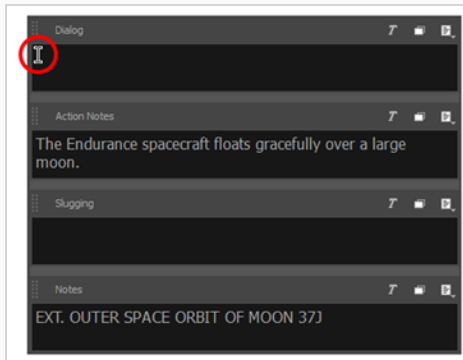 Dialog
Action Notes
The Endurance spacecraft floats gracefully over a large
moon.
Slugging
Notes
EXT. OUTER SPACE ORBIT OF MOON 37J